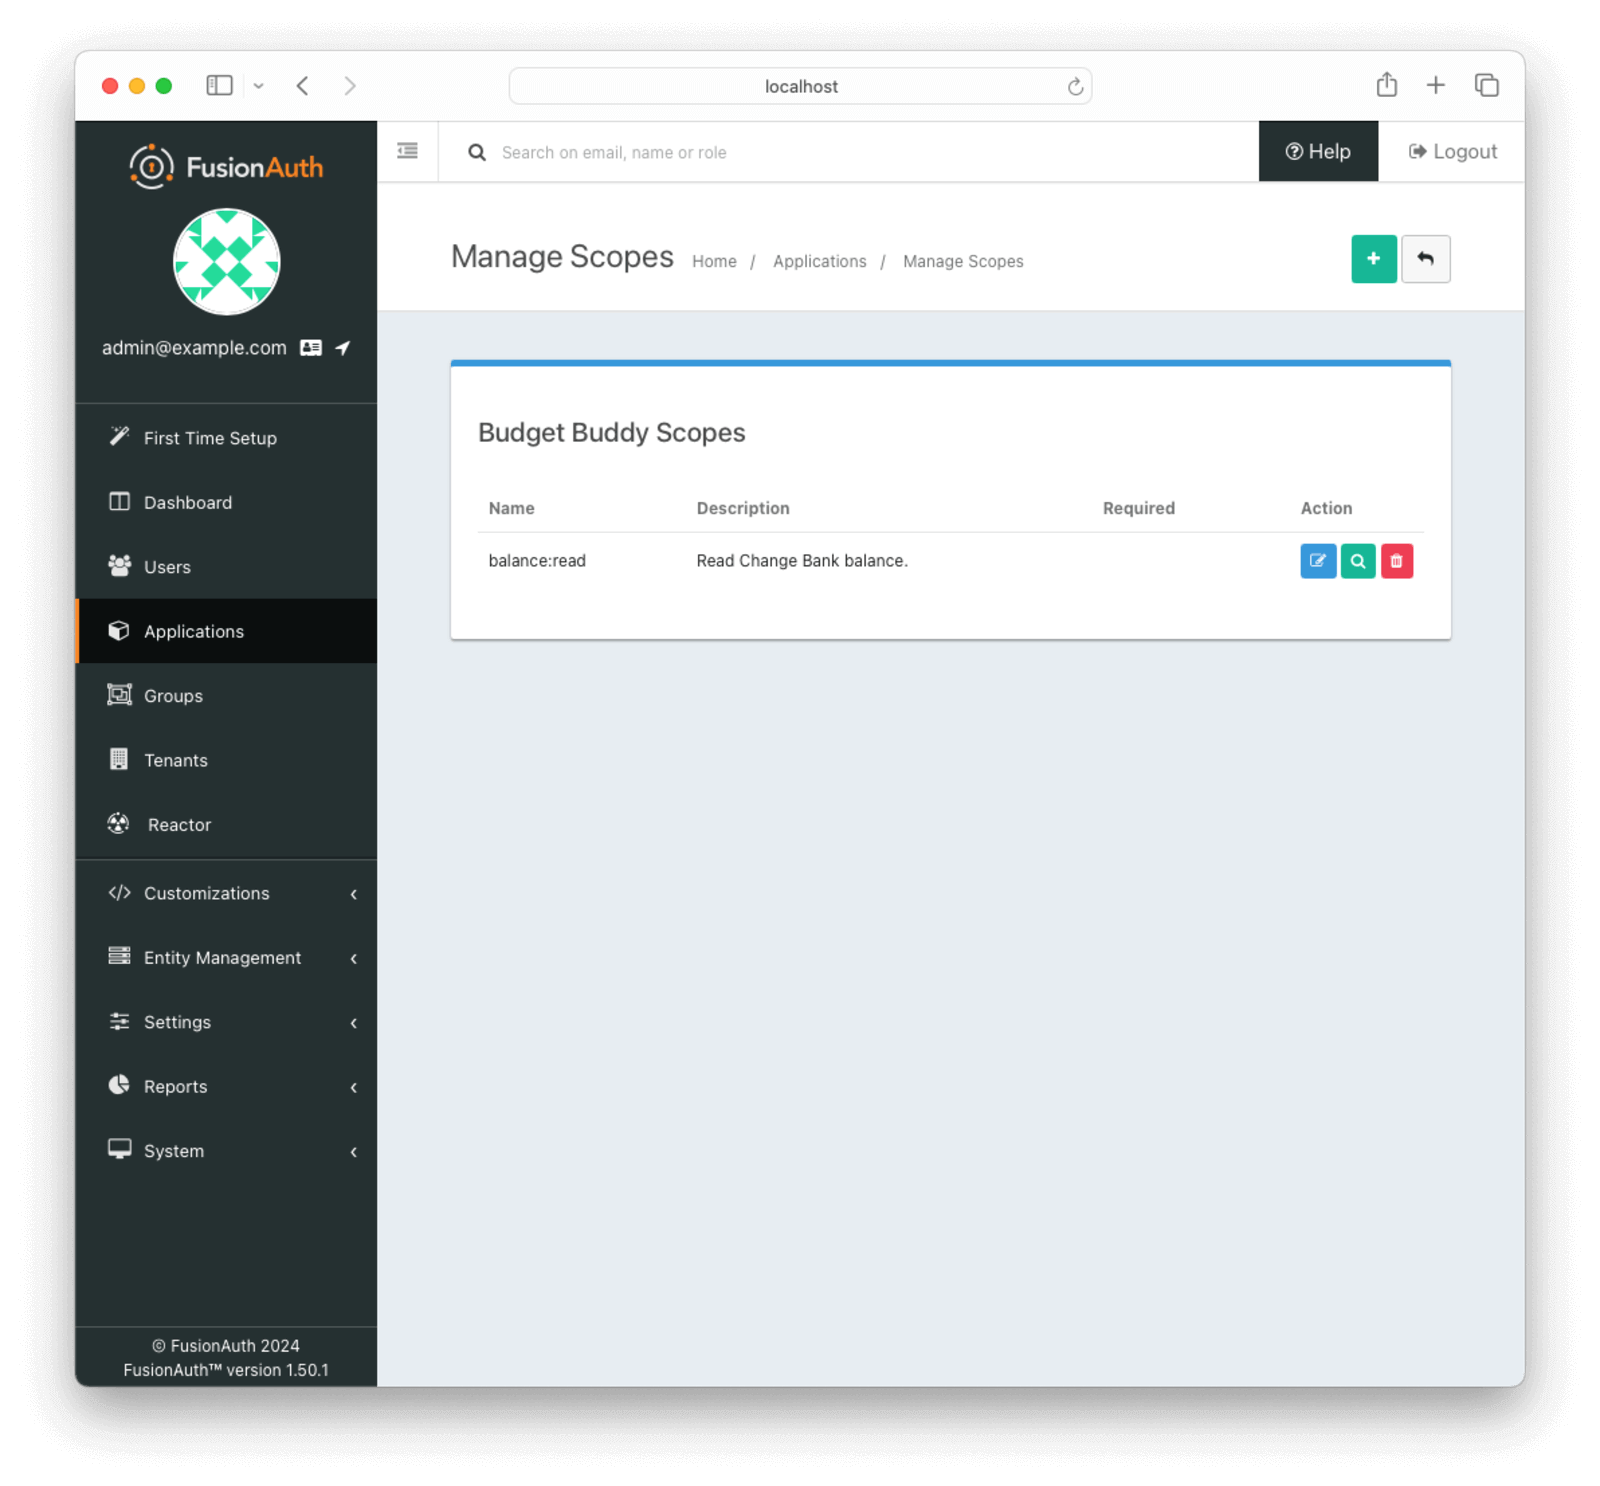 localhost
FusionAuth
Search on email, name or role
Help
Logout
admin@example.com
Manage Scopes
Home / Applications / Manage Scopes
First Time Setup
Dashboard
Users
Applications
Groups
Tenants
Reactor
Customizations
Entity Management
Settings
Reports
System
© FusionAuth 2024
FusionAuth™ version 1.50.1
Budget Buddy Scopes
Name Description Required Action
balance:read Read Change Bank balance.